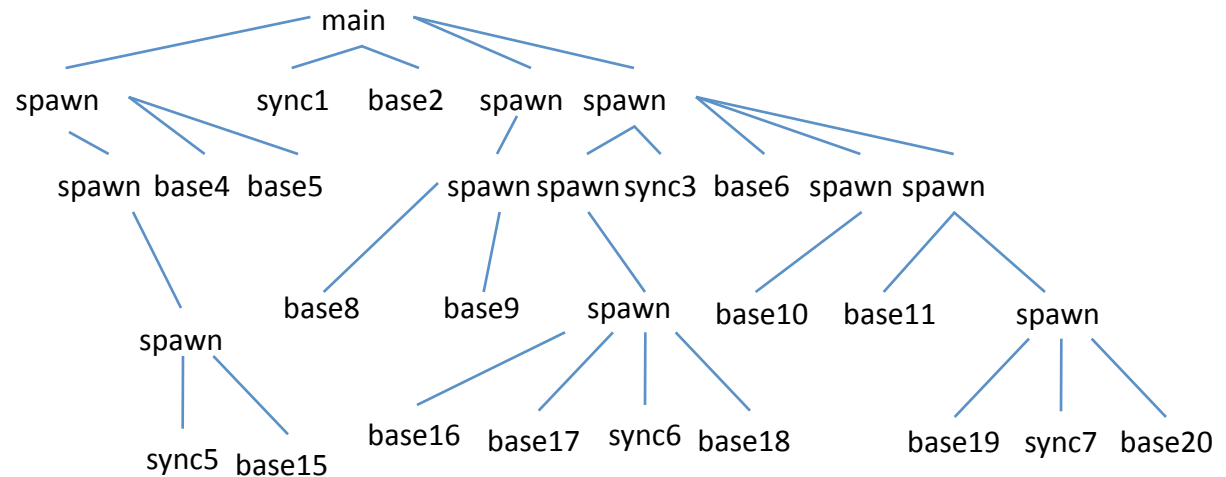 main
spawn sync1 base2 spawn spawn
spawn base4 base5 spawn spawn sync3 base6 spawn spawn
base8 base9 spawn base10 base11 spawn
spawn
base16 base17 sync6 base18 base19 sync7 base20
sync5 base15